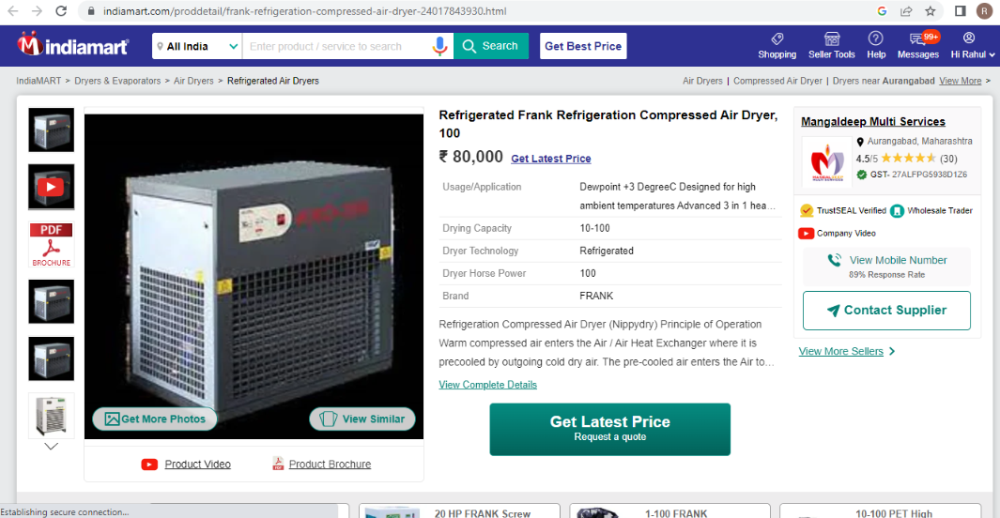 indiamart.com/proddetail/frank-refrigeration-compressed-air-dryer-24017843930.html
R
indiamart
All India
Enter product / service to search
Search
Get Best Price
Shopping
Seller Tools
Help
99+
Messages
Hi Rahul
IndiaMART > Dryers & Evaporators > Air Dryers > Refrigerated Air Dryers
Air Dryers | Compressed Air Dryer | Dryers near Aurangabad View More >
PDF
BROCHURE
Get More Photos
View Similar
Product Video
Product Brochure
Refrigerated Frank Refrigeration Compressed Air Dryer,
100
₹ 80,000 Get Latest Price
Usage/Application Dewpoint +3 DegreeC Designed for high
ambient temperatures Advanced 3 in 1 hea...
Drying Capacity 10-100
Dryer Technology Refrigerated
Dryer Horse Power 100
Brand FRANK
Refrigeration Compressed Air Dryer (Nippydry) Principle of Operation
Warm compressed air enters the Air / Air Heat Exchanger where it is
precooled by outgoing cold dry air. The pre-cooled air enters the Air to...
View Complete Details
Get Latest Price
Request a quote
Mangaldeep Multi Services
Aurangabad, Maharashtra
4.5/5 (30)
GST- 27ALFPG5938D1Z6
TrustSEAL Verified
Wholesale Trader
Company Video
View Mobile Number
89% Response Rate
Contact Supplier
View More Sellers
Establishing secure connection...
20 HP FRANK Screw
1-100 FRANK
10-100 PET High